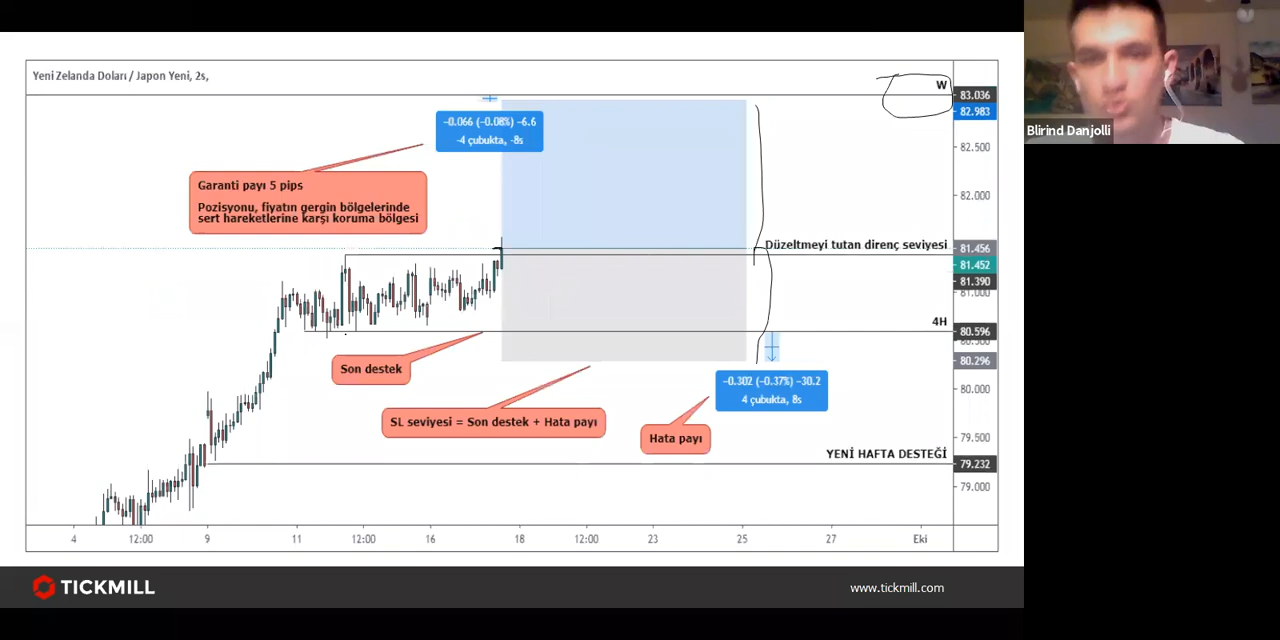 Yeni Zelanda Doları / Japon Yeni, 2s,
W
83.036
82.983
-0.066 (-0.08%) -6.6
-4 çubukta, -8s
Blirind Danjolli
82.500
Garanti payı 5 pips
Pozisyonu, fiyatın gergin bölgelerinde
sert hareketlerine karşı koruma bölgesi
82.000
Düzeltmeyi tutan direnç seviyesi
81.456
81.452
81.390
81.000
4H
80.596
80.500
80.296
Son destek
-0.302 (-0.37%) -30.2
4 çubukta, 8s
80.000
SL seviyesi = Son destek + Hata payı
Hata payı
79.500
YENİ HAFTA DESTEĞİ
79.232
79.000
4 12:00 9 11 12:00 16 18 12:00 23 25 27 Eki
TICKMILL
www.tickmill.com